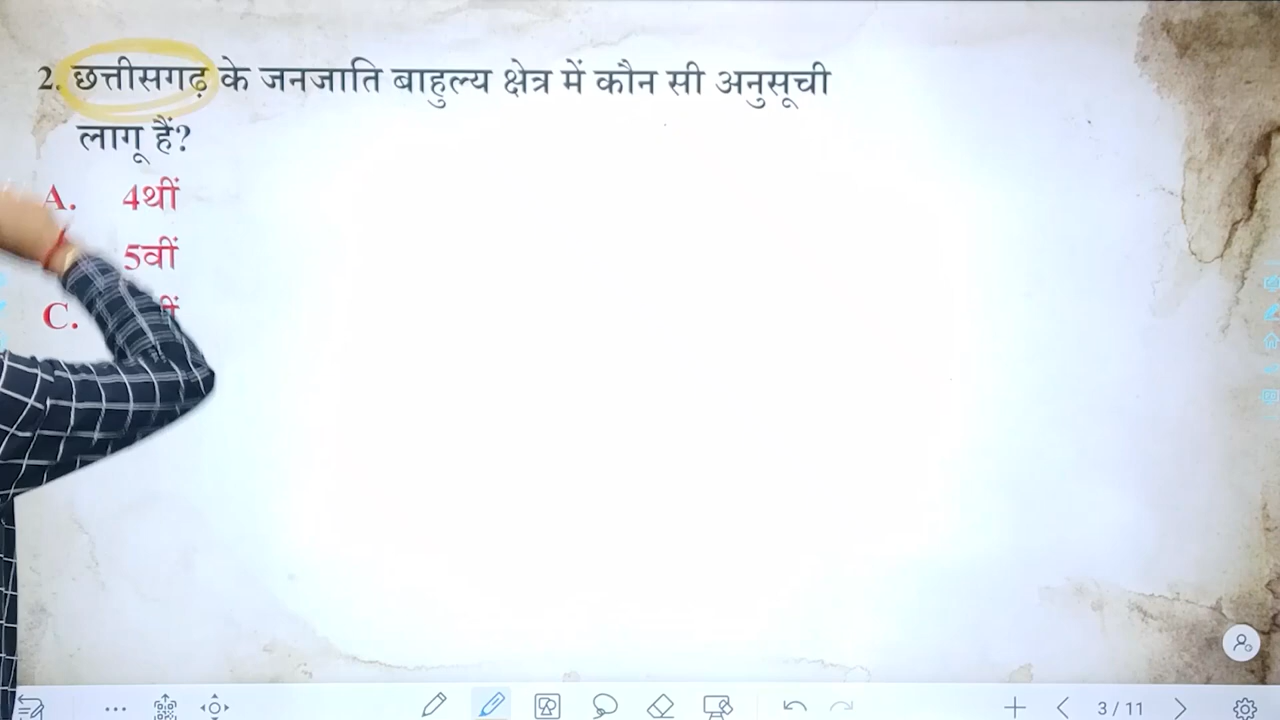 2. छत्तीसगढ़ के जनजाति बाहुल्य क्षेत्र में कौन सी अनुसूची
लागू हैं?
A. 4थीं
5वीं
C.
3 / 11